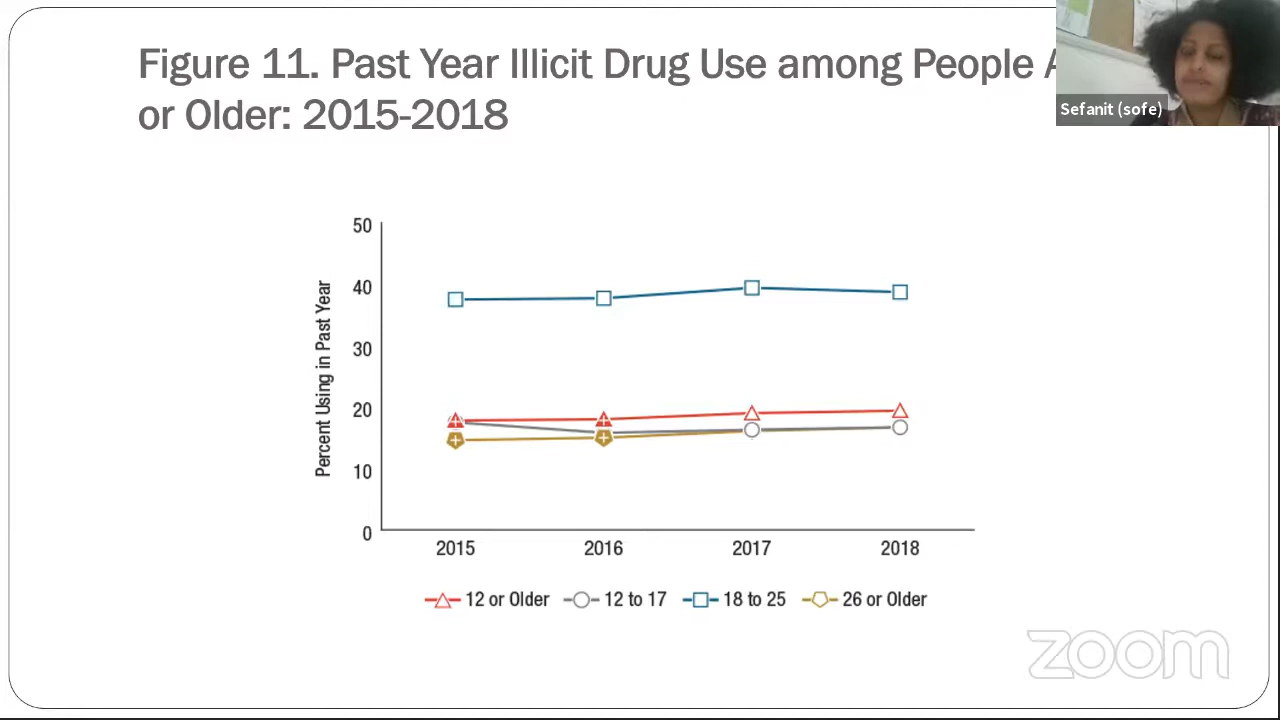 Figure 11. Past Year Illicit Drug Use among People
or Older: 2015-2018
Sefanit (sofe)
Percent Using in Past Year
50
40
30
20
10
0
2015 2016 2017 2018
12 or Older 12 to 17 18 to 25 26 or Older
zoom